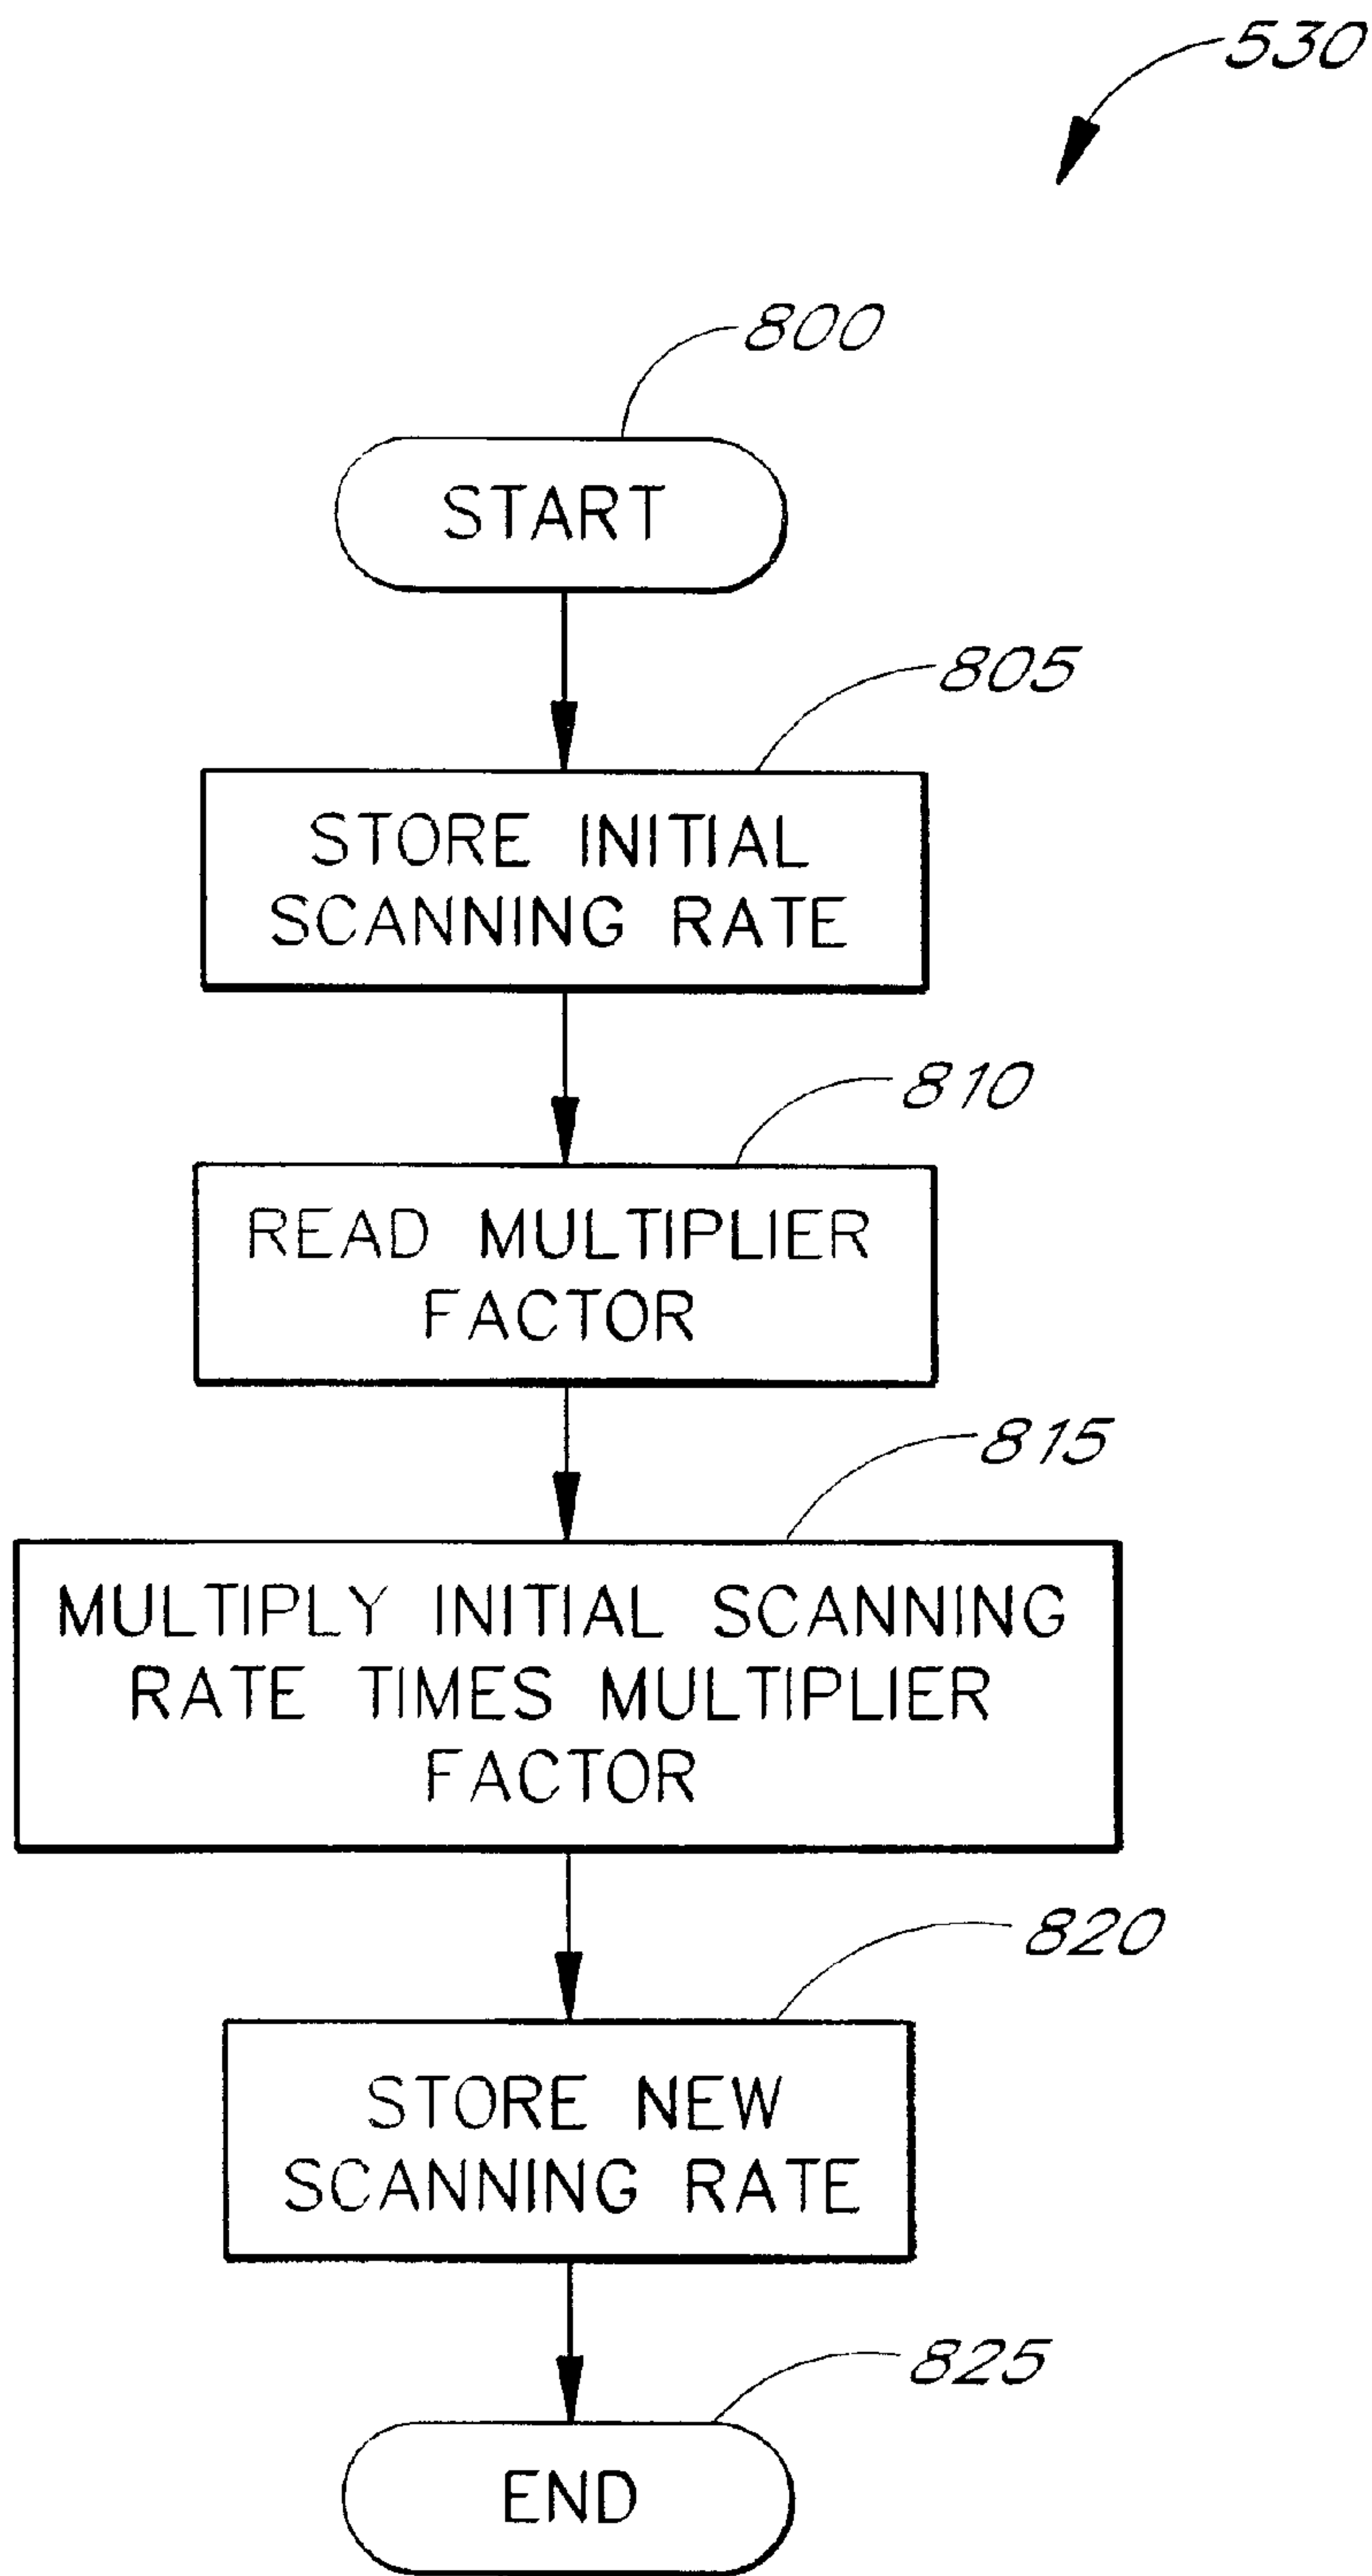 530
800
START
805
STORE INITIAL
SCANNING RATE
810
READ MULTIPLIER
FACTOR
815
MULTIPLY INITIAL SCANNING
RATE TIMES MULTIPLIER
FACTOR
820
STORE NEW
SCANNING RATE
825
END